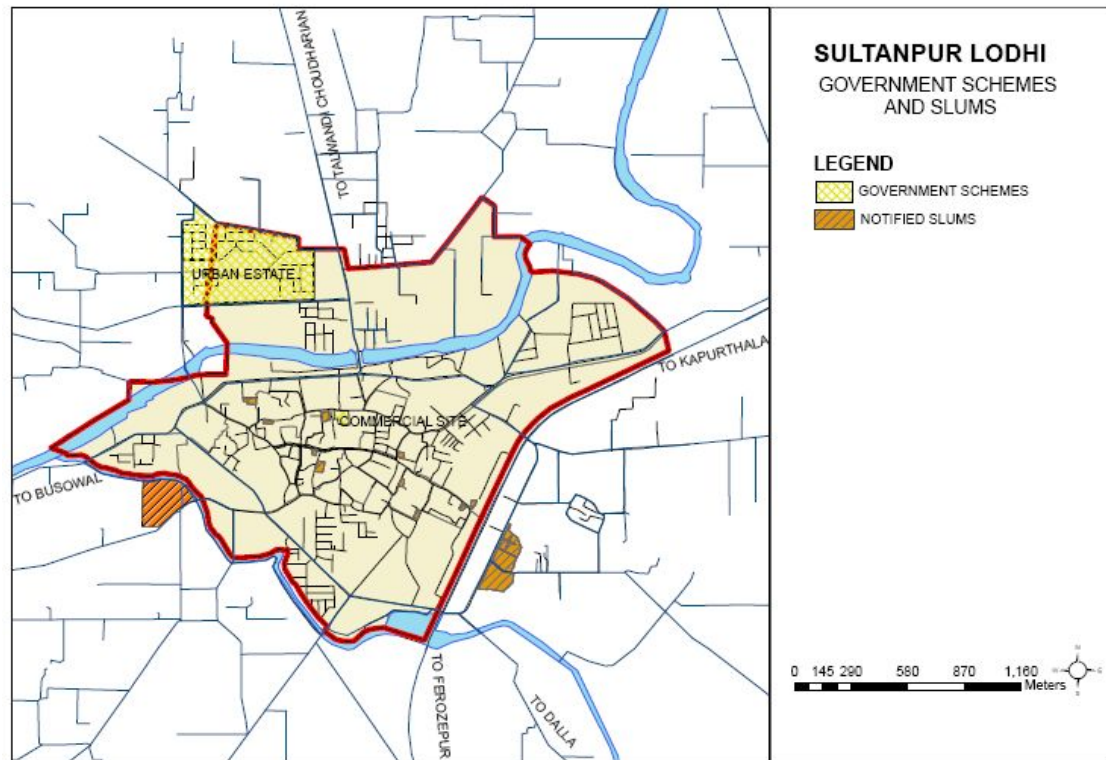 SULTANPUR LODHI
GOVERNMENT SCHEMES
AND SLUMS
LEGEND
GOVERNMENT SCHEMES
NOTIFIED SLUMS
TO TALWANDI CHOUDHARIAN
URBAN ESTATE
TO KAPURTHALA
COMMERCIAL SITE
TO BUSOWAL
TO FEROZEPUR
TO DALLA
0 145 290 580 870 1,160
Meters
N
W E
S